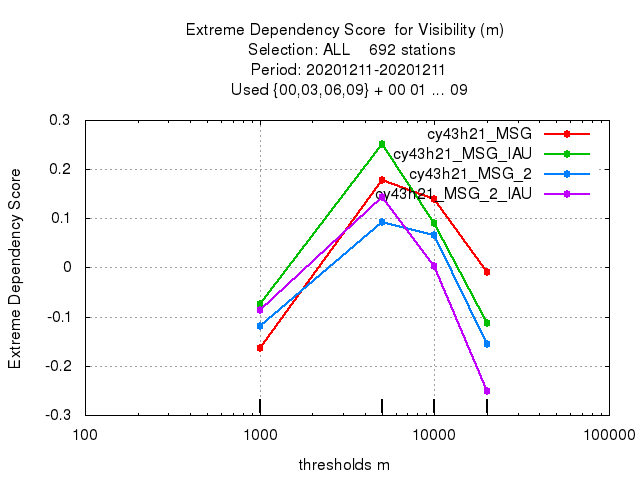 Extreme Dependency Score  for Visibility (m)
Selection: ALL    692 stations
Period: 20201211-20201211
Used {00,03,06,09} + 00 01 ... 09
Extreme Dependency Score
0.3
0.2
0.1
0
-0.1
-0.2
-0.3
cy43h21_MSG
cy43h21_MSG_IAU
cy43h21_MSG_2
cy43h21_MSG_2_IAU
100 1000 10000 100000
thresholds m